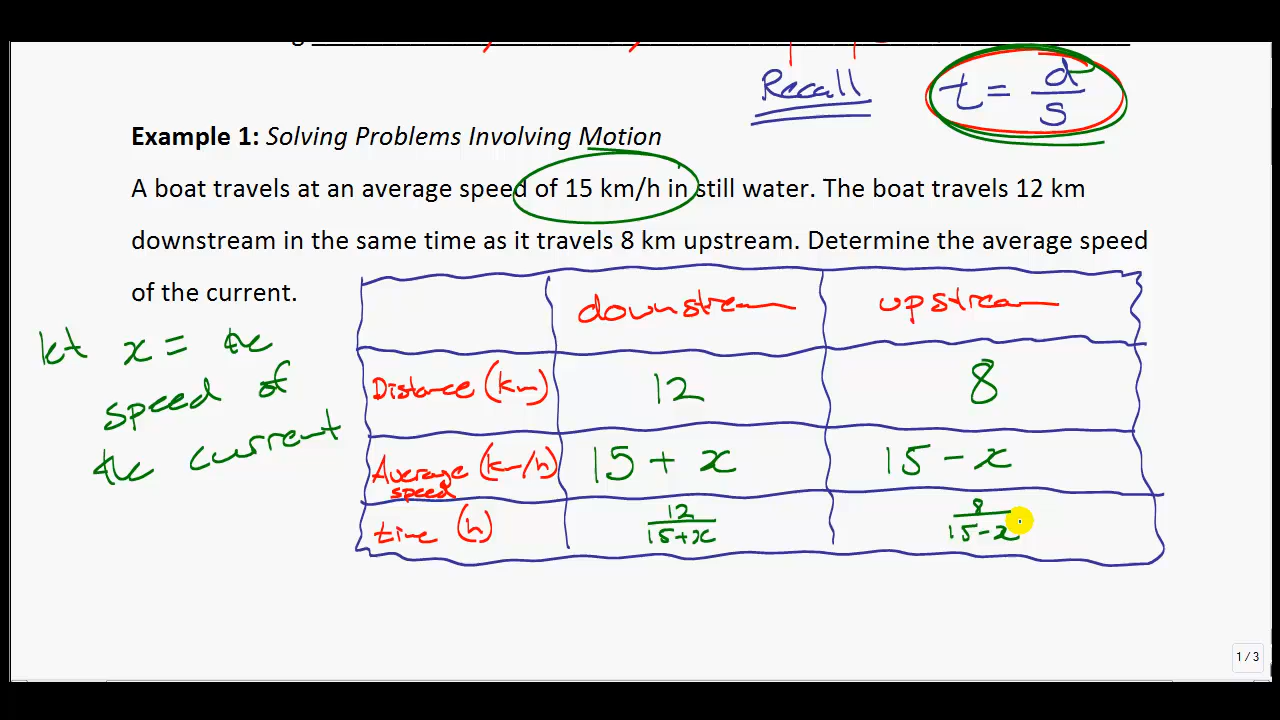 Recall
t = d/s
Example 1: Solving Problems Involving Motion
A boat travels at an average speed of 15 km/h in still water. The boat travels 12 km
downstream in the same time as it travels 8 km upstream. Determine the average speed
of the current.
let x = the
speed of
the current
downstream upstream
Distance (km) 12 8
Average speed (km/h) 15 + x 15 - x
time (h) 12/15+x 8/15-x
1/3